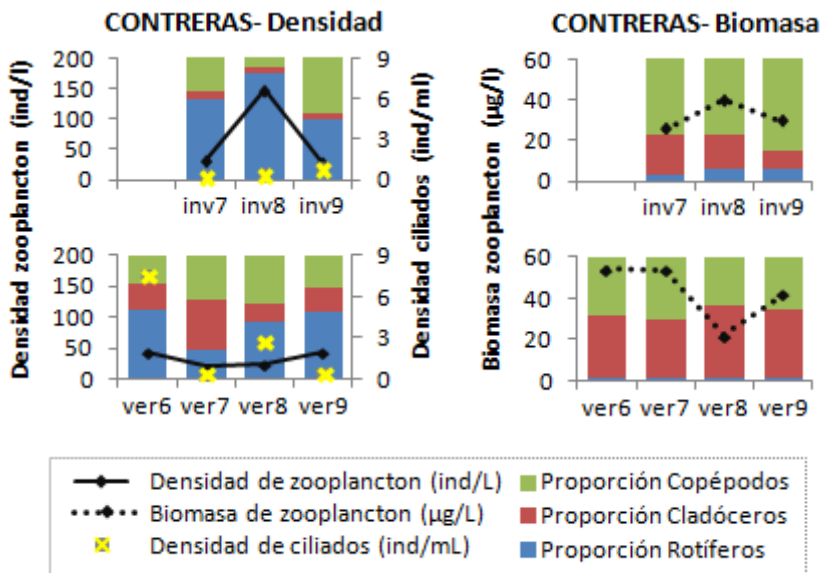 CONTRERAS- Densidad
Densidad zooplancton (ind/l)
200
150
100
50
0
9
6
3
0
Densidad ciliados (ind/ml)
inv7 inv8 inv9
200
150
100
50
0
9
6
3
0
ver6 ver7 ver8 ver9
CONTRERAS- Biomasa
Biomasa zooplancton (µg/l)
60
40
20
0
inv7 inv8 inv9
60
40
20
0
ver6 ver7 ver8 ver9
Densidad de zooplancton (ind/L)
Biomasa de zooplancton (µg/L)
Densidad de ciliados (ind/mL)
Proporción Copépodos
Proporción Cladóceros
Proporción Rotíferos